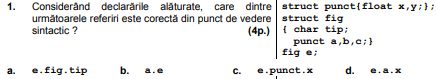 1. Considerând declarările alăturate, care dintre următoarele referiri este corectă din punct de vedere sintactic ? (4p.)
struct punct{float x,y;};
struct fig
{ char tip;
punct a,b,c;}
fig e;
a. e.fig.tip b. a.e c. e.punct.x d. e.a.x